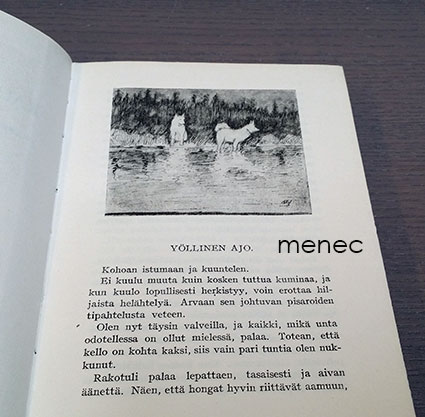 YÖLLINEN AJO.
menec
Kohoan istumaan ja kuuntelen.
Ei kuulu muuta kuin kosken tuttua kuminaa, ja
kun kuulo lopullisesti herkistyy, voin erottaa hil-
jaista helähtelyä. Arvaan sen johtuvan pisaroiden
tipahtelusta veteen.
Olen nyt täysin valveilla, ja kaikki, mikä unta
odotellessa on ollut mielessä, palaa. Totean, että
kello on kohta kaksi, siis vain pari tuntia olen nuk-
kunut.
Rakotuli palaa lepattaen, tasaisesti ja aivan
äänettä. Näen, että hongat hyvin riittävät aamuun,